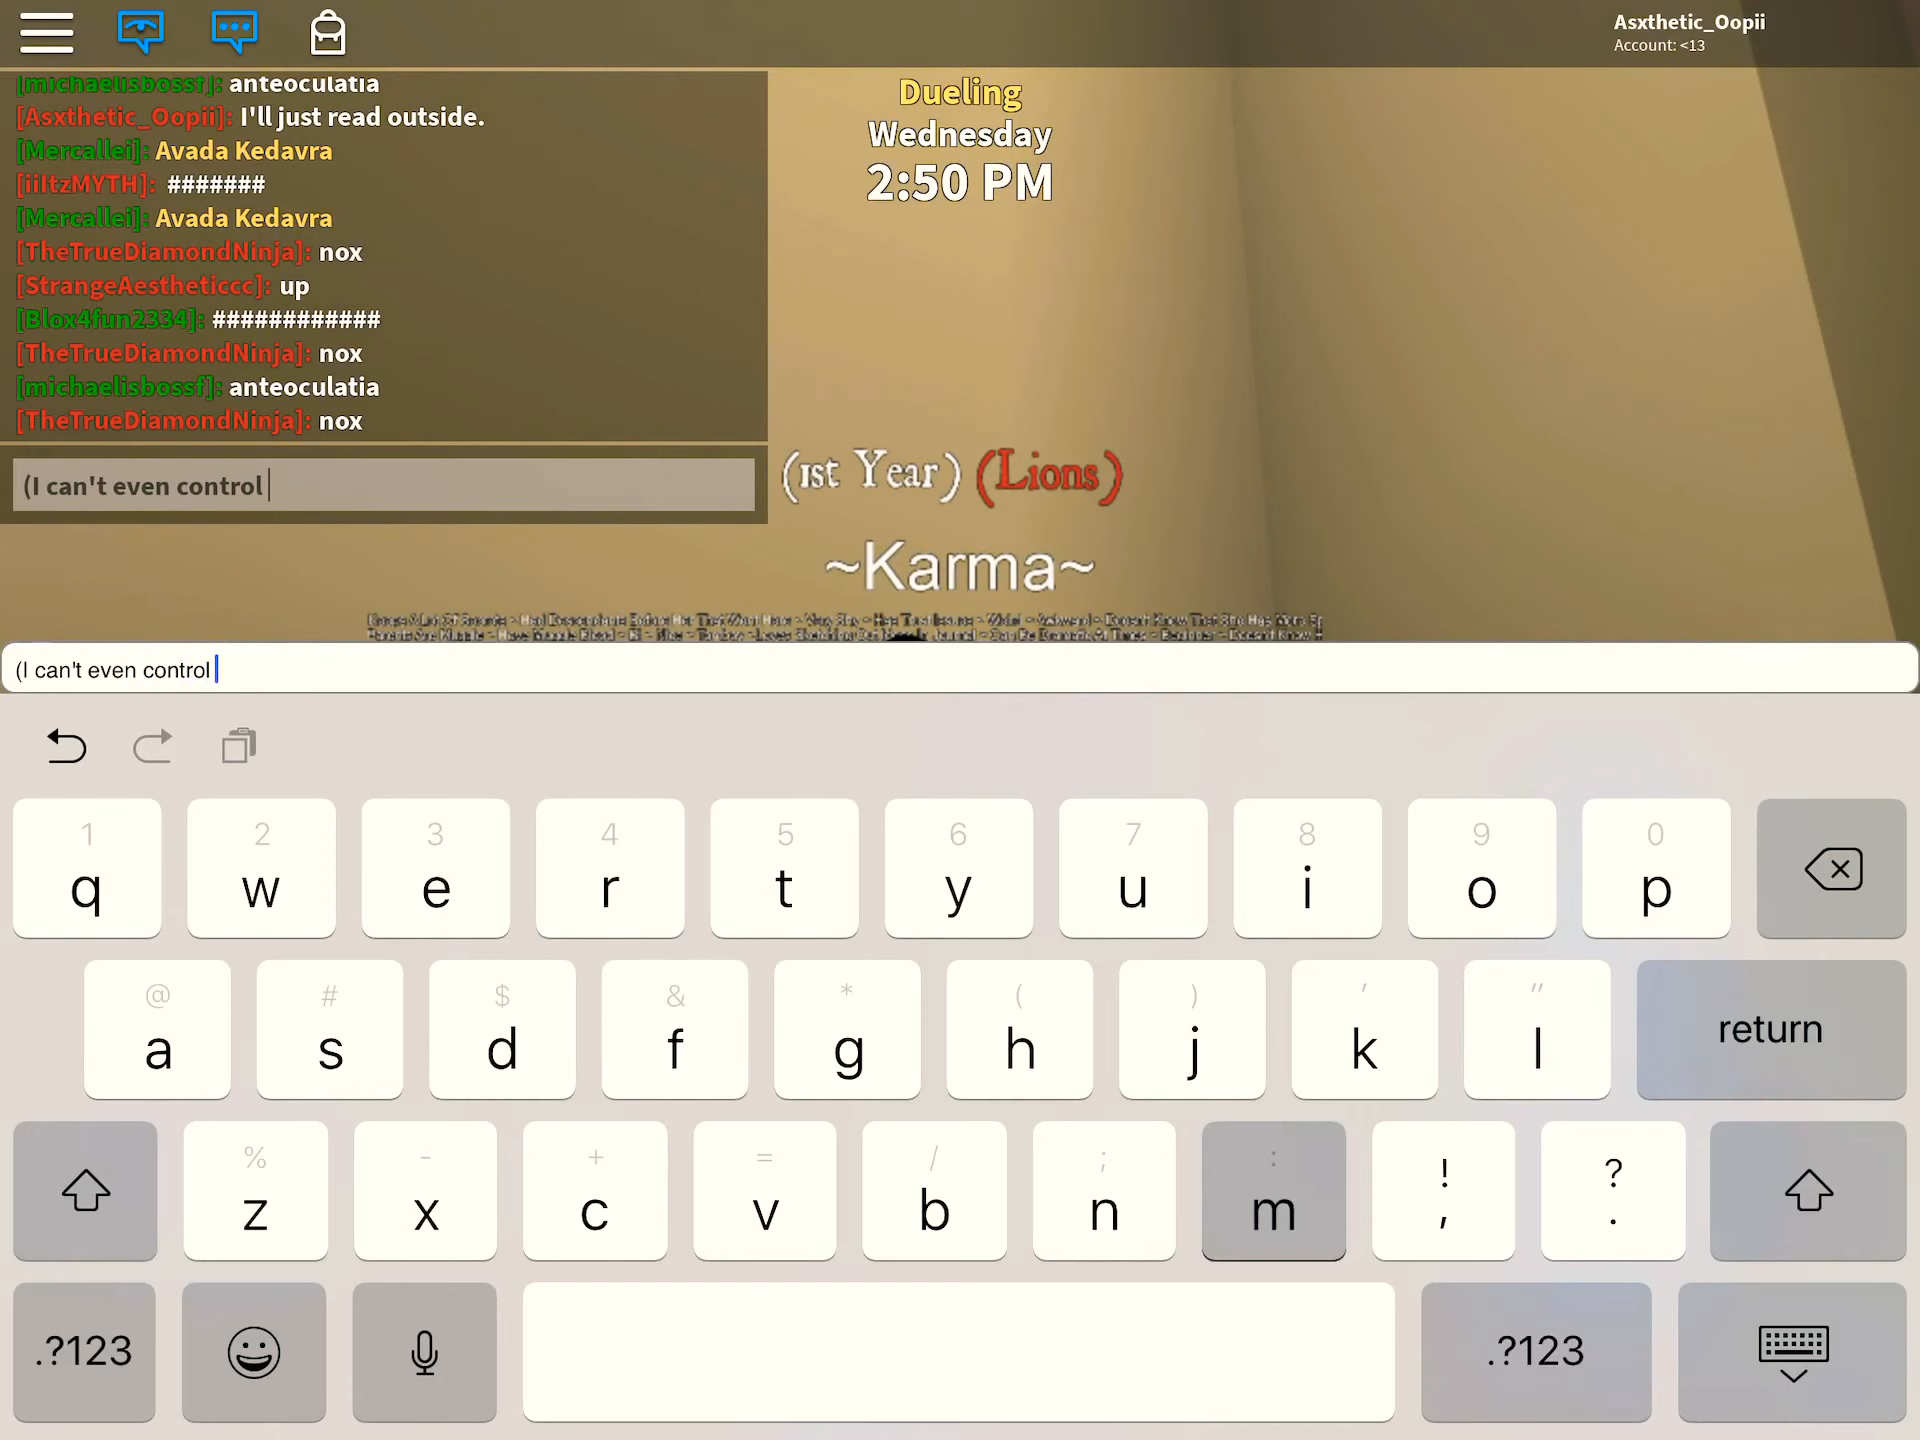 Asxthetic_Oopii
Account: <13
[michaelisbossf]: anteoculatia
[Asxthetic_Oopii]: I'll just read outside.
[Mercallei]: Avada Kedavra
[iiItzMYTH]: #######
[Mercallei]: Avada Kedavra
[TheTrueDiamondNinja]: nox
[StrangeAestheticcc]: up
[Blox4fun2334]: ############
[TheTrueDiamondNinja]: nox
[michaelisbossf]: anteoculatia
[TheTrueDiamondNinja]: nox
(I can't even control
Dueling
Wednesday
2:50 PM
(1st Year) (Lions)
~Karma~
(I can't even control
1 2 3 4 5 6 7 8 9 0
q w e r t y u i o p
@ # $ & * ( ) ' "
a s d f g h j k l return
% - + = / ; : ! ?
z x c v b n m , .
.?123 .?123